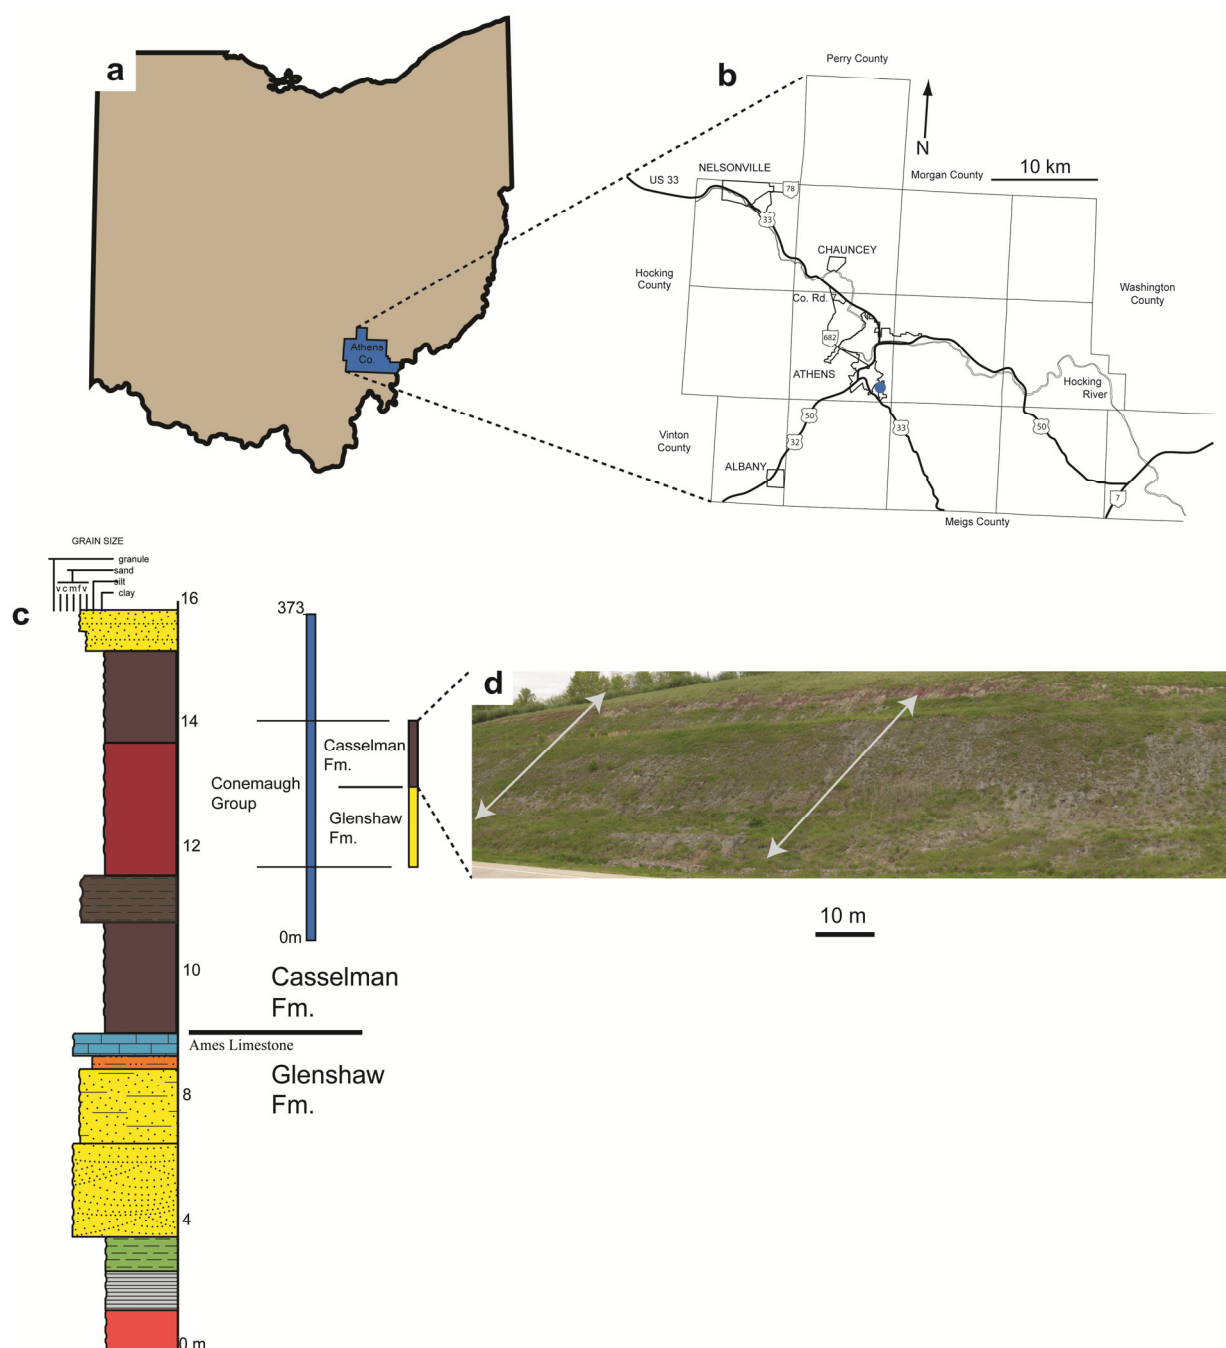 a
Athens
Co.
b
Perry County
N
10 km
Morgan County
NELSONVILLE
US 33
78
33
CHAUNCEY
Hocking
County
Washington
County
Co. Rd. 7
682
ATHENS
Hocking
River
50
33
50
Vinton
County
32
ALBANY
7
Meigs County
c
GRAIN SIZE
granule
sand
silt
v c m f v
clay
16
14
12
10
8
4
0 m
373
Conemaugh
Group
Casselman
Fm.
Glenshaw
Fm.
0m
Casselman
Fm.
Ames Limestone
Glenshaw
Fm.
d
10 m